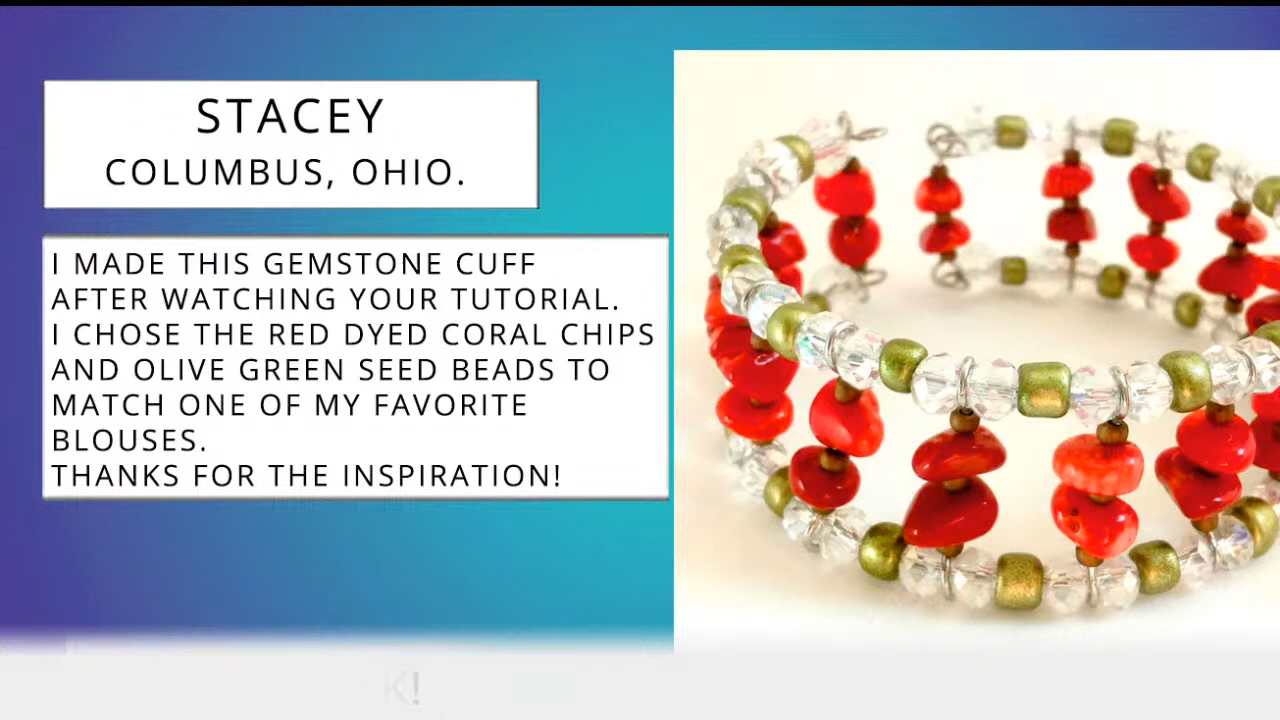 STACEY
COLUMBUS, OHIO.
I MADE THIS GEMSTONE CUFF
AFTER WATCHING YOUR TUTORIAL.
I CHOSE THE RED DYED CORAL CHIPS
AND OLIVE GREEN SEED BEADS TO
MATCH ONE OF MY FAVORITE
BLOUSES.
THANKS FOR THE INSPIRATION!
K!